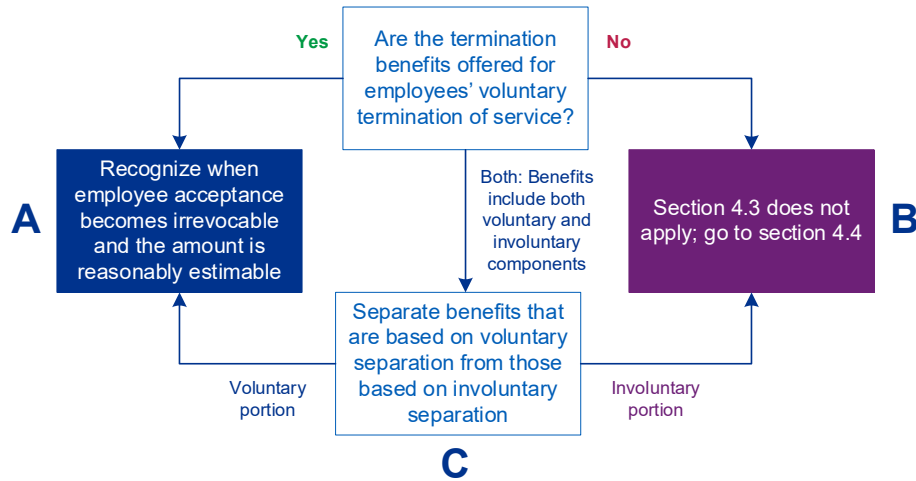 Yes
Are the termination
benefits offered for
employees' voluntary
termination of service?
No
A
Recognize when
employee acceptance
becomes irrevocable
and the amount is
reasonably estimable
Both: Benefits
include both
voluntary and
involuntary
components
Section 4.3 does not
apply; go to section 4.4
B
Voluntary
portion
Separate benefits that
are based on voluntary
separation from those
based on involuntary
separation
Involuntary
portion
C